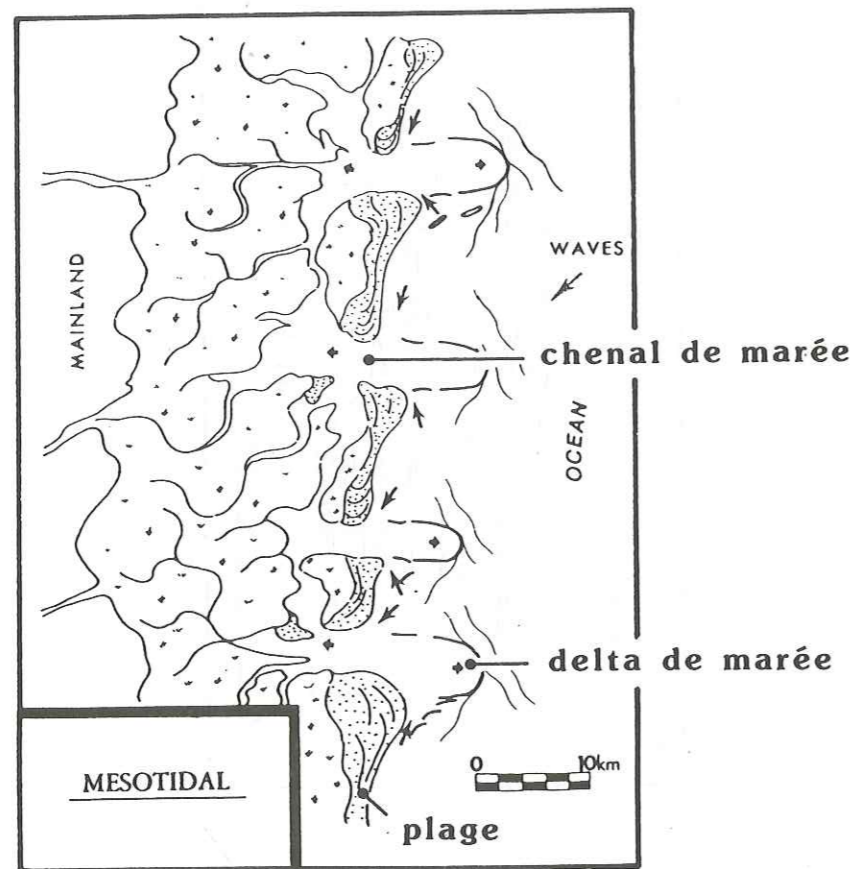 MAINLAND
WAVES
chenal de marée
OCEAN
delta de marée
0 10km
MESOTIDAL
plage